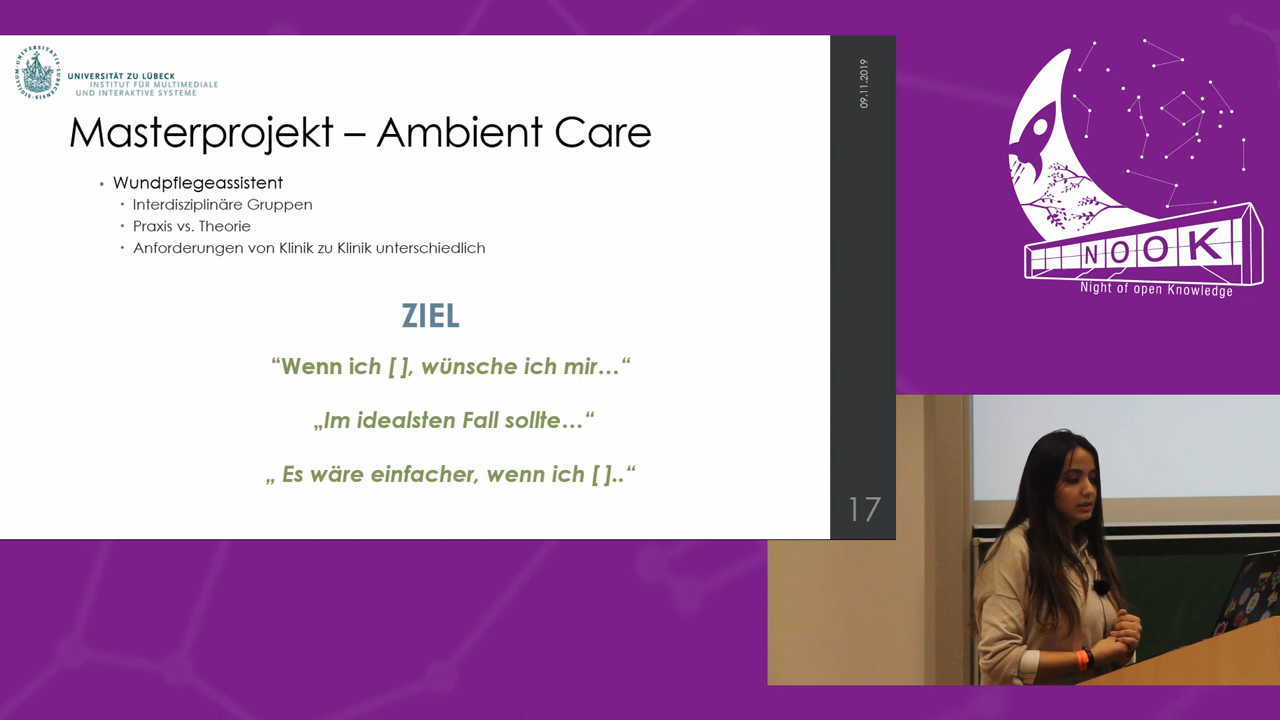 UNIVERSITÄT ZU LÜBECK
INSTITUT FÜR MULTIMEDIALE
UND INTERAKTIVE SYSTEME
09.11.2019
Masterprojekt – Ambient Care
• Wundpflegeassistent
• Interdisziplinäre Gruppen
• Praxis vs. Theorie
• Anforderungen von Klinik zu Klinik unterschiedlich
ZIEL
“Wenn ich [ ], wünsche ich mir…“
„Im idealsten Fall sollte…“
„ Es wäre einfacher, wenn ich [ ]..“
17
NOOK
Night of open Knowledge